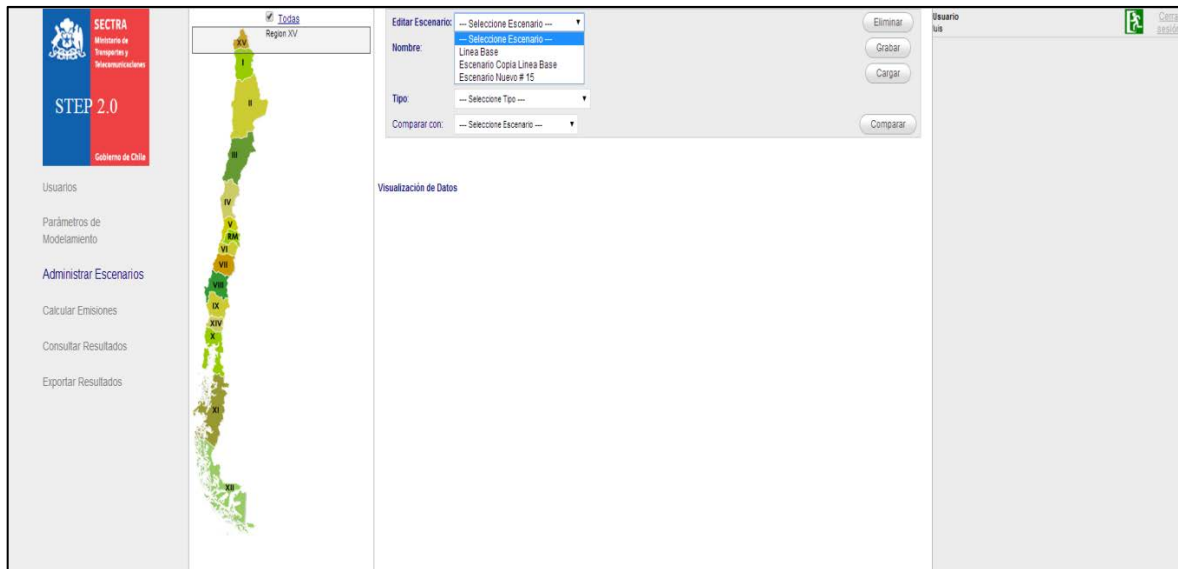 SECTRA
Ministerio de
Transportes y
Telecomunicaciones
STEP 2.0
Gobierno de Chile
Usuarios
Parámetros de
Modelamiento
Administrar Escenarios
Calcular Emisiones
Consultar Resultados
Exportar Resultados
Todas
Region XV
XV
I
II
III
IV
V
RM
VI
VII
VIII
IX
XIV
X
XI
XII
Editar Escenario: --- Seleccione Escenario ---
--- Seleccione Escenario ---
Linea Base
Escenario Copia Linea Base
Escenario Nuevo # 15
Nombre:
Tipo: --- Seleccione Tipo ---
Comparar con: --- Seleccione Escenario ---
Eliminar
Grabar
Cargar
Comparar
Visualización de Datos
Usuario
luis
sesión